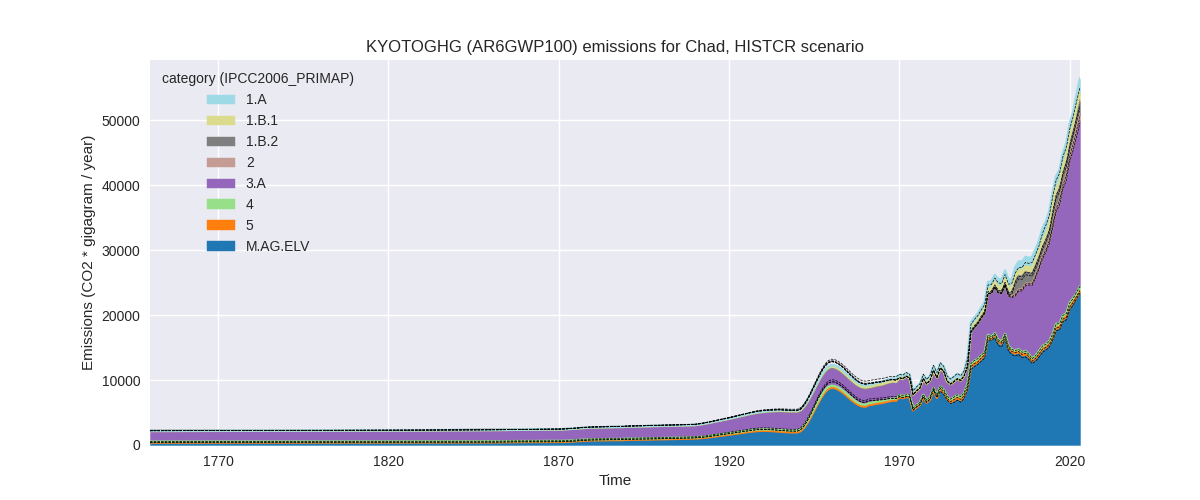 KYOTOGHG (AR6GWP100) emissions for Chad, HISTCR scenario
category (IPCC2006_PRIMAP)
1.A
1.B.1
1.B.2
2
3.A
4
5
M.AG.ELV
Emissions (CO2 * gigagram / year)
50000
40000
30000
20000
10000
0
1770
1820
1870
1920
1970
2020
Time